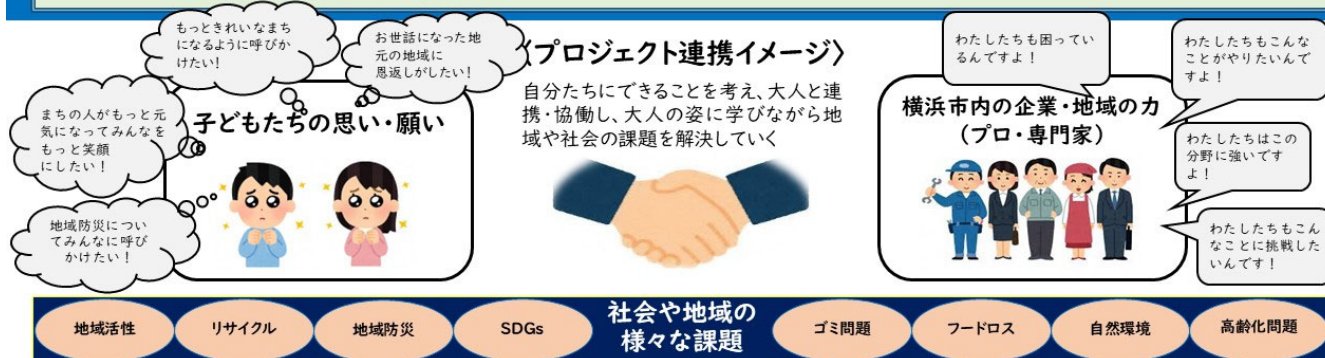 もっときれいなまち
になるように呼びか
けたい!
お世話になった地
元の地域に
恩返しがしたい!
まちの人がもっと元
気になってみんなを
もっと笑顔
にしたい！
地域防災につい
てみんなに呼び
かけたい！
子どもたちの思い・願い
〈プロジェクト連携イメージ〉
自分たちにできることを考え、大人と連
携・協働し、大人の姿に学びながら地
域や社会の課題を解決していく
わたしたちも困ってい
るんですよ！
わたしたちもこんな
ことがやりたいんで
すよ！
わたしたちはこの
分野に強いです
よ！
わたしたちもこん
なことに挑戦した
いんです！
横浜市内の企業・地域の力
（プロ・専門家）
地域活性
リサイクル
地域防災
SDGs
社会や地域の
様々な課題
ゴミ問題
フードロス
自然環境
高齢化問題